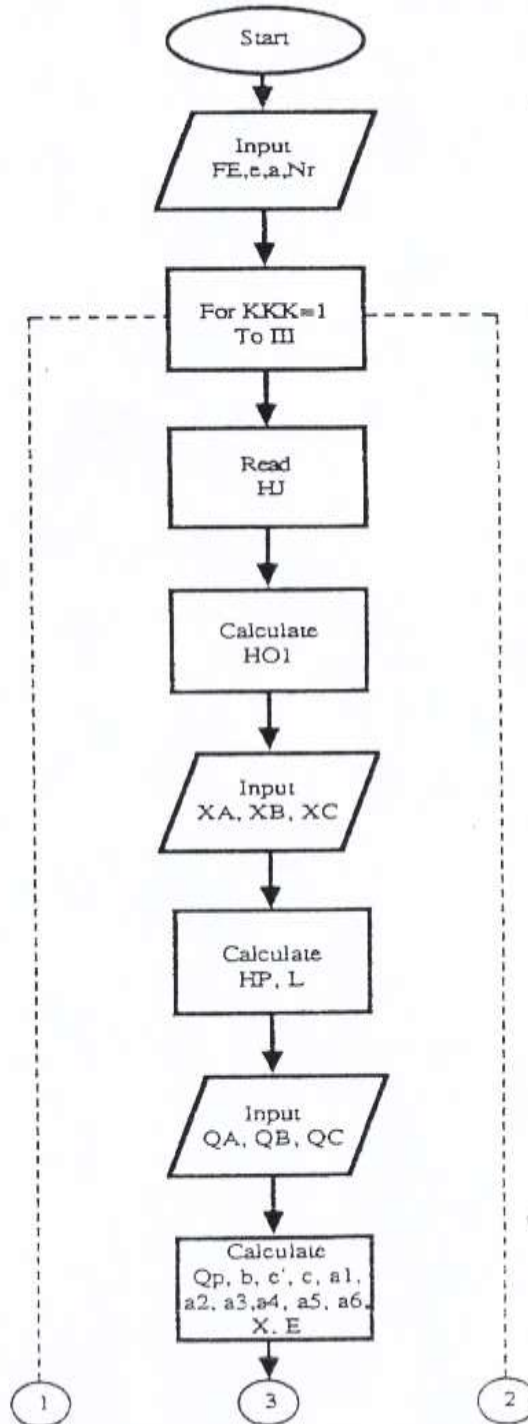 Start
Input
FE,e,a,Nr
For KKK=1
To III
Read
HJ
Calculate
HO1
Input
XA, XB, XC
Calculate
HP, L
Input
QA, QB, QC
Calculate
Qp, b, e', c, a1,
a2, a3,a4, a5, a6,
X, E
1
3
2